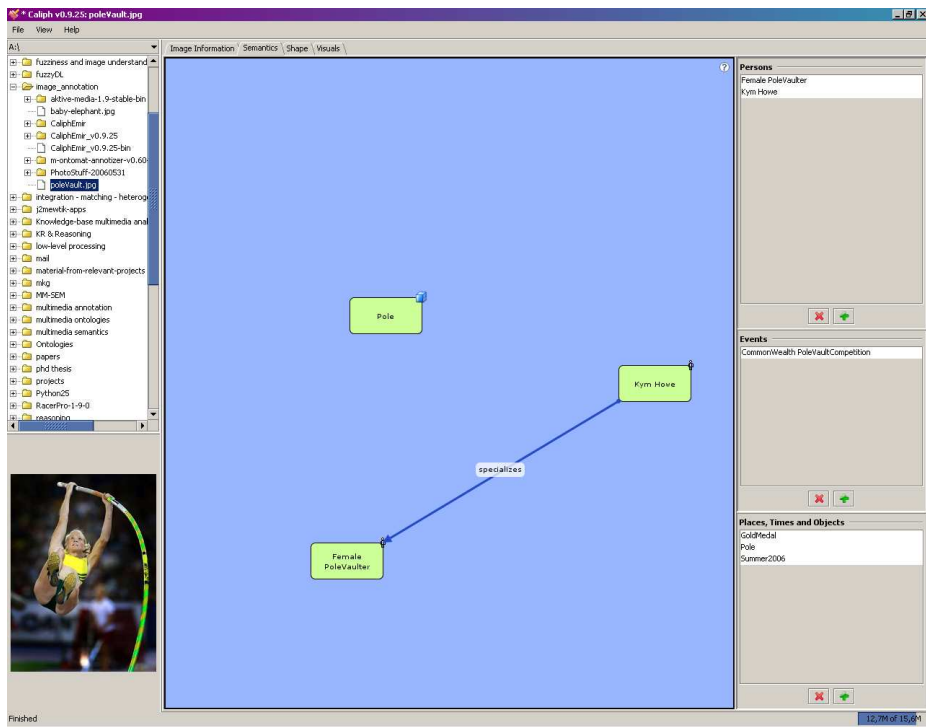 * Caliph v0.9.25: poleVault.jpg
File View Help
A:\
Image Information Semantics Shape Visuals
fuzziness and image understand
fuzzyDL
image_annotation
aktive-media-1.9-stable-bin
baby-elephant.jpg
CaliphEmir
CaliphEmir_v0.9.25
CaliphEmir_v0.9.25-bin
m-ontomat-annotizer-v0.60-
PhotoStuff-20060531
poleVault.jpg
integration - matching - heteroge
j2mewtik-apps
Knowledge-base multimedia anal
KR & Reasoning
low-level processing
mail
material-from-relevant-projects
mkg
MM-SEM
multimedia annotation
multimedia ontologies
multimedia semantics
Ontologies
papers
phd thesis
projects
Python25
RacerPro-1-9-0
reasoning
Pole
Kym Howe
specializes
Female
PoleVaulter
Persons
Female PoleVaulter
Kym Howe
Events
CommonWealth PoleVaultCompetition
Places, Times and Objects
GoldMedal
Pole
Summer2006
Finished
12,7M of 15,6M